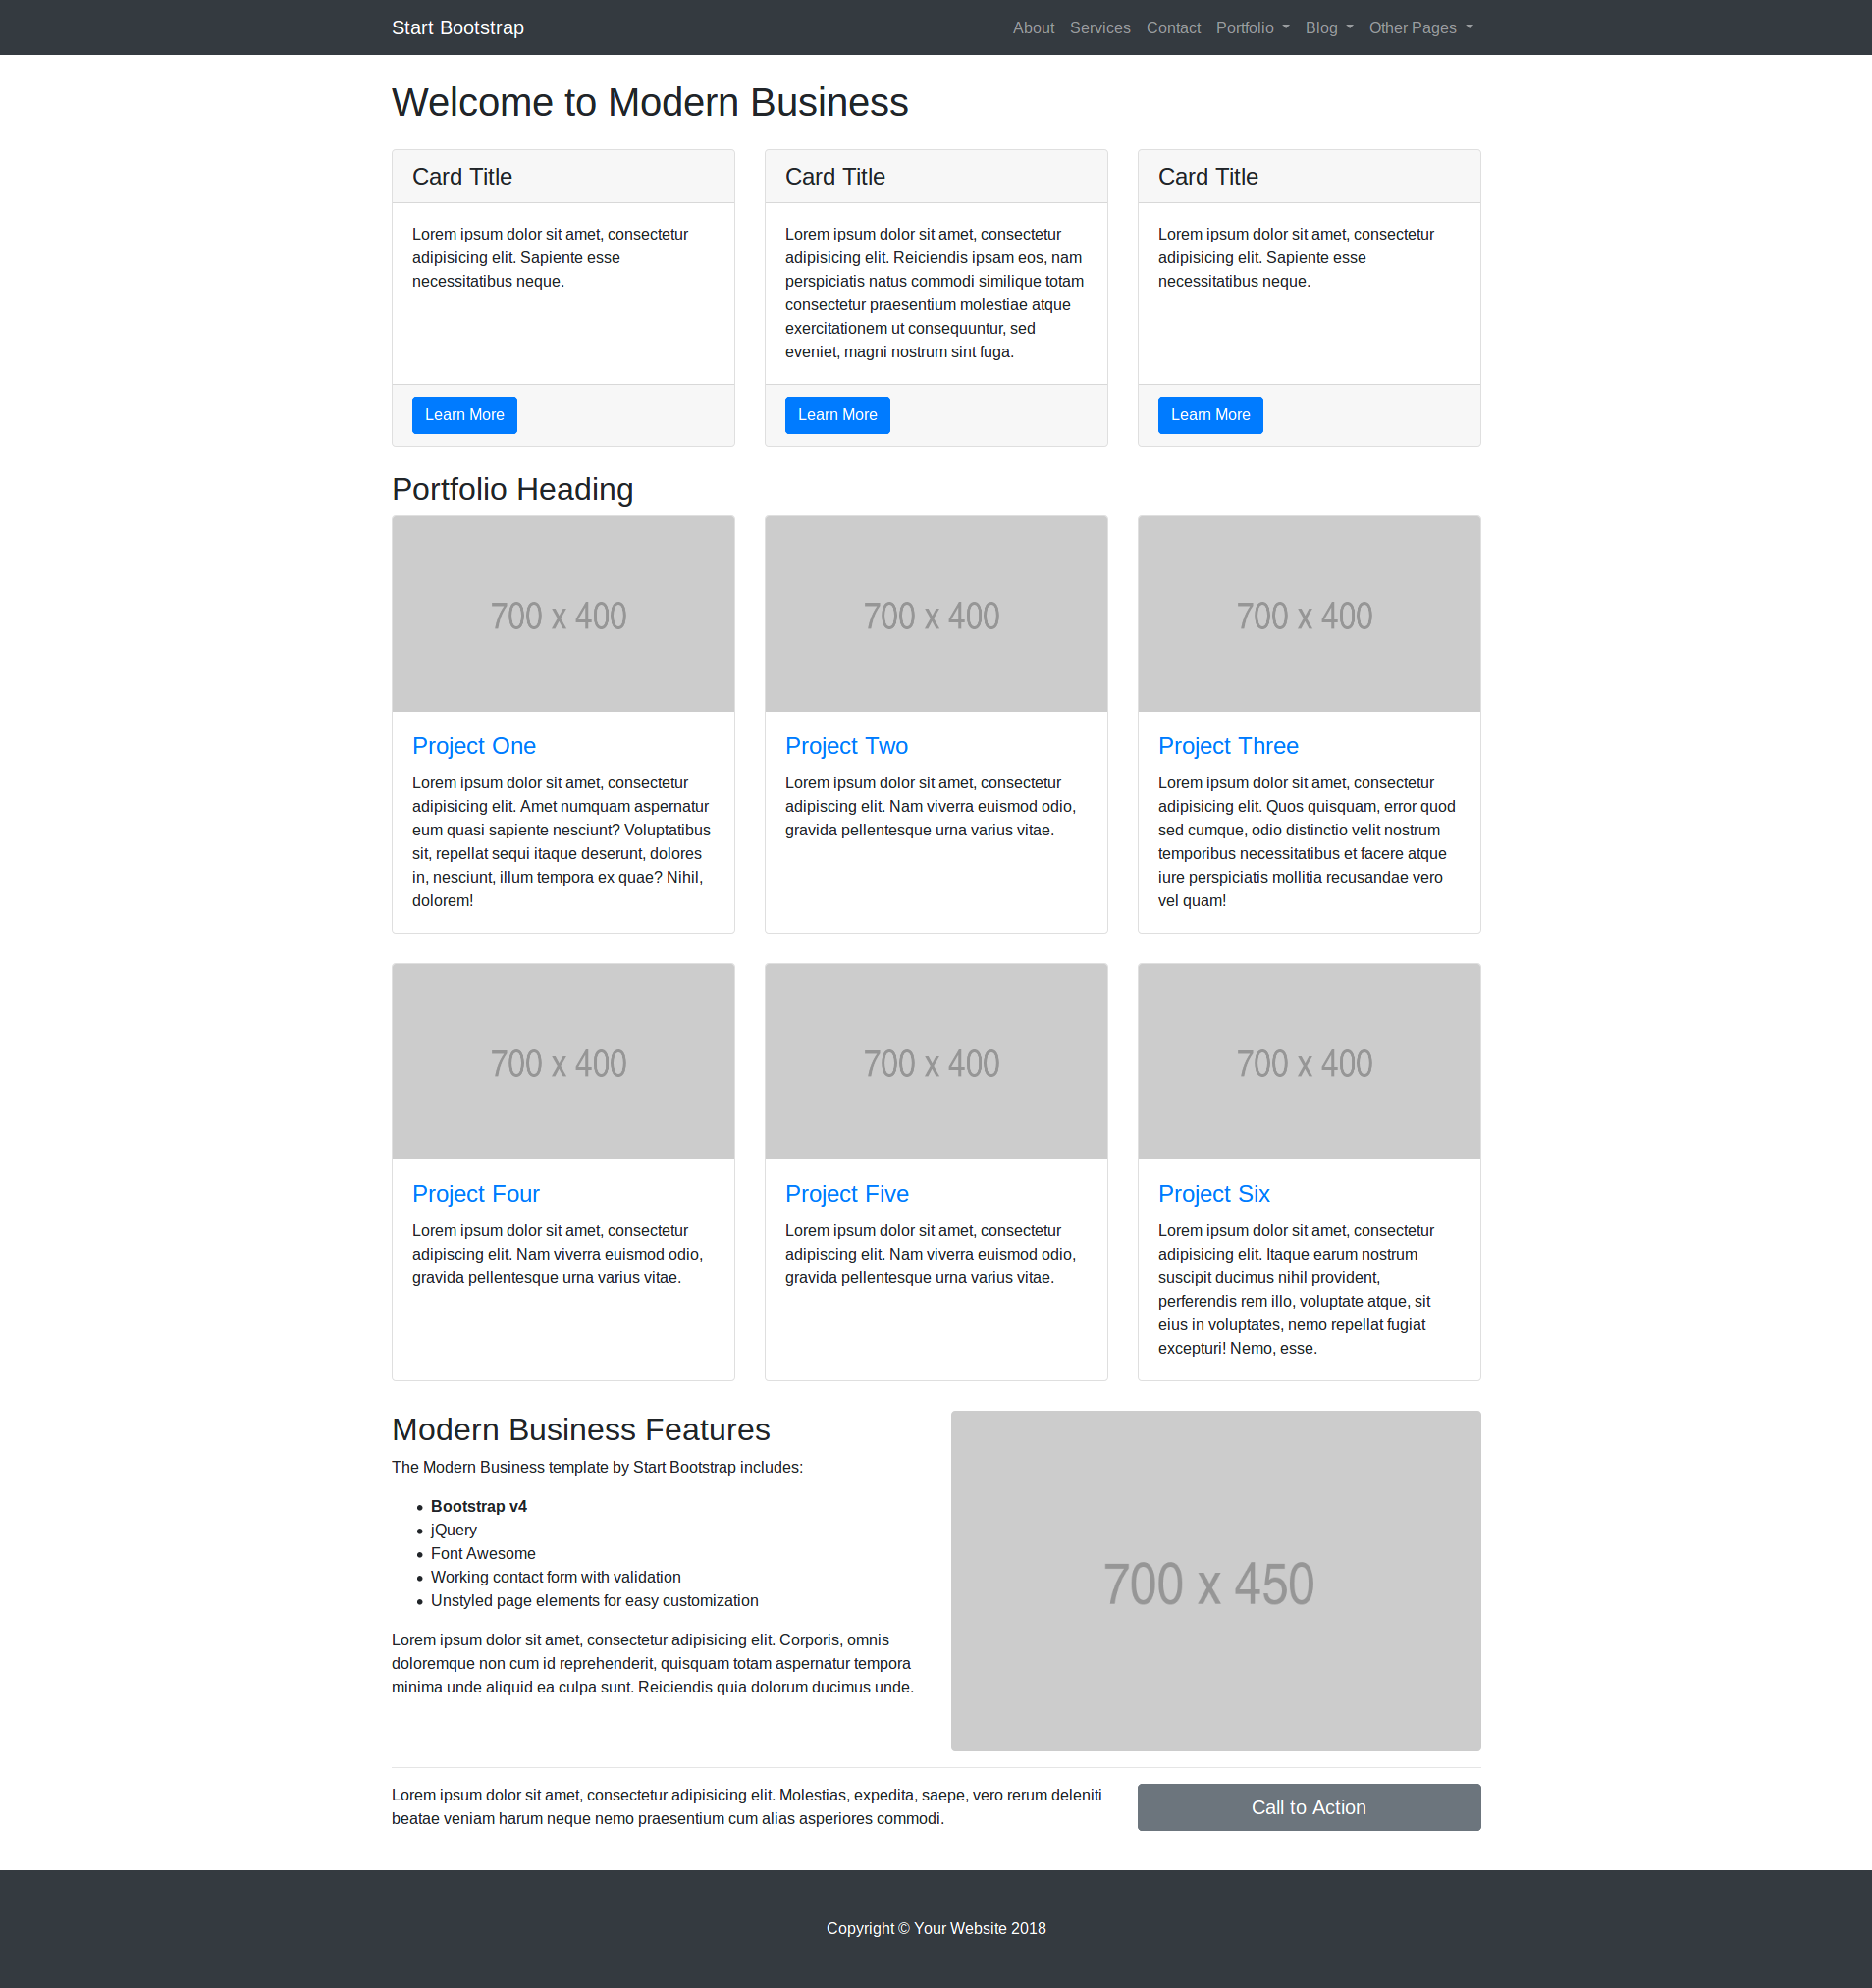 Start Bootstrap
About Services Contact Portfolio Blog Other Pages
Welcome to Modern Business
Card Title
Lorem ipsum dolor sit amet, consectetur
adipisicing elit. Sapiente esse
necessitatibus neque.
Learn More
Card Title
Lorem ipsum dolor sit amet, consectetur
adipisicing elit. Reiciendis ipsam eos, nam
perspiciatis natus commodi similique totam
consectetur praesentium molestiae atque
exercitationem ut consequuntur, sed
eveniet, magni nostrum sint fuga.
Learn More
Card Title
Lorem ipsum dolor sit amet, consectetur
adipisicing elit. Sapiente esse
necessitatibus neque.
Learn More
Portfolio Heading
700 x 400
Project One
Lorem ipsum dolor sit amet, consectetur
adipisicing elit. Amet numquam aspernatur
eum quasi sapiente nesciunt? Voluptatibus
sit, repellat sequi itaque deserunt, dolores
in, nesciunt, illum tempora ex quae? Nihil,
dolorem!
700 x 400
Project Two
Lorem ipsum dolor sit amet, consectetur
adipiscing elit. Nam viverra euismod odio,
gravida pellentesque urna varius vitae.
700 x 400
Project Three
Lorem ipsum dolor sit amet, consectetur
adipisicing elit. Quos quisquam, error quod
sed cumque, odio distinctio velit nostrum
temporibus necessitatibus et facere atque
iure perspiciatis mollitia recusandae vero
vel quam!
700 x 400
Project Four
Lorem ipsum dolor sit amet, consectetur
adipiscing elit. Nam viverra euismod odio,
gravida pellentesque urna varius vitae.
700 x 400
Project Five
Lorem ipsum dolor sit amet, consectetur
adipiscing elit. Nam viverra euismod odio,
gravida pellentesque urna varius vitae.
700 x 400
Project Six
Lorem ipsum dolor sit amet, consectetur
adipisicing elit. Itaque earum nostrum
suscipit ducimus nihil provident,
perferendis rem illo, voluptate atque, sit
eius in voluptates, nemo repellat fugiat
excepturi! Nemo, esse.
Modern Business Features
The Modern Business template by Start Bootstrap includes:
• Bootstrap v4
• jQuery
• Font Awesome
• Working contact form with validation
• Unstyled page elements for easy customization
Lorem ipsum dolor sit amet, consectetur adipisicing elit. Corporis, omnis
doloremque non cum id reprehenderit, quisquam totam aspernatur tempora
minima unde aliquid ea culpa sunt. Reiciendis quia dolorum ducimus unde.
700 x 450
Lorem ipsum dolor sit amet, consectetur adipisicing elit. Molestias, expedita, saepe, vero rerum deleniti
beatae veniam harum neque nemo praesentium cum alias asperiores commodi.
Call to Action
Copyright © Your Website 2018